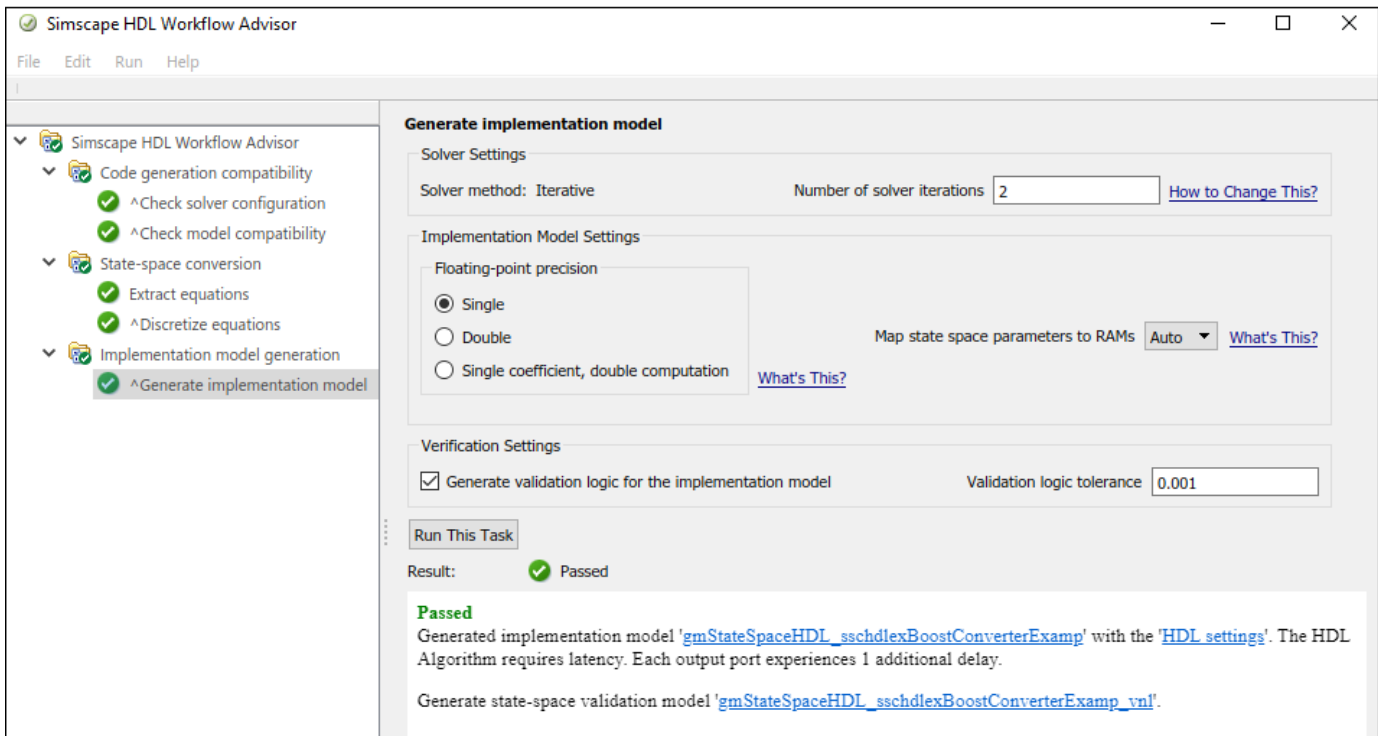 Simscape HDL Workflow Advisor
File Edit Run Help
Simscape HDL Workflow Advisor
Code generation compatibility
^Check solver configuration
^Check model compatibility
State-space conversion
Extract equations
^Discretize equations
Implementation model generation
^Generate implementation model
Generate implementation model
Solver Settings
Solver method: Iterative Number of solver iterations 2 How to Change This?
Implementation Model Settings
Floating-point precision
Single
Double
Single coefficient, double computation
What's This?
Map state space parameters to RAMs Auto What's This?
Verification Settings
Generate validation logic for the implementation model Validation logic tolerance 0.001
Run This Task
Result: Passed
Passed
Generated implementation model 'gmStateSpaceHDL_sschdlexBoostConverterExamp' with the 'HDL settings'. The HDL
Algorithm requires latency. Each output port experiences 1 additional delay.
Generate state-space validation model 'gmStateSpaceHDL_sschdlexBoostConverterExamp_vnl'.